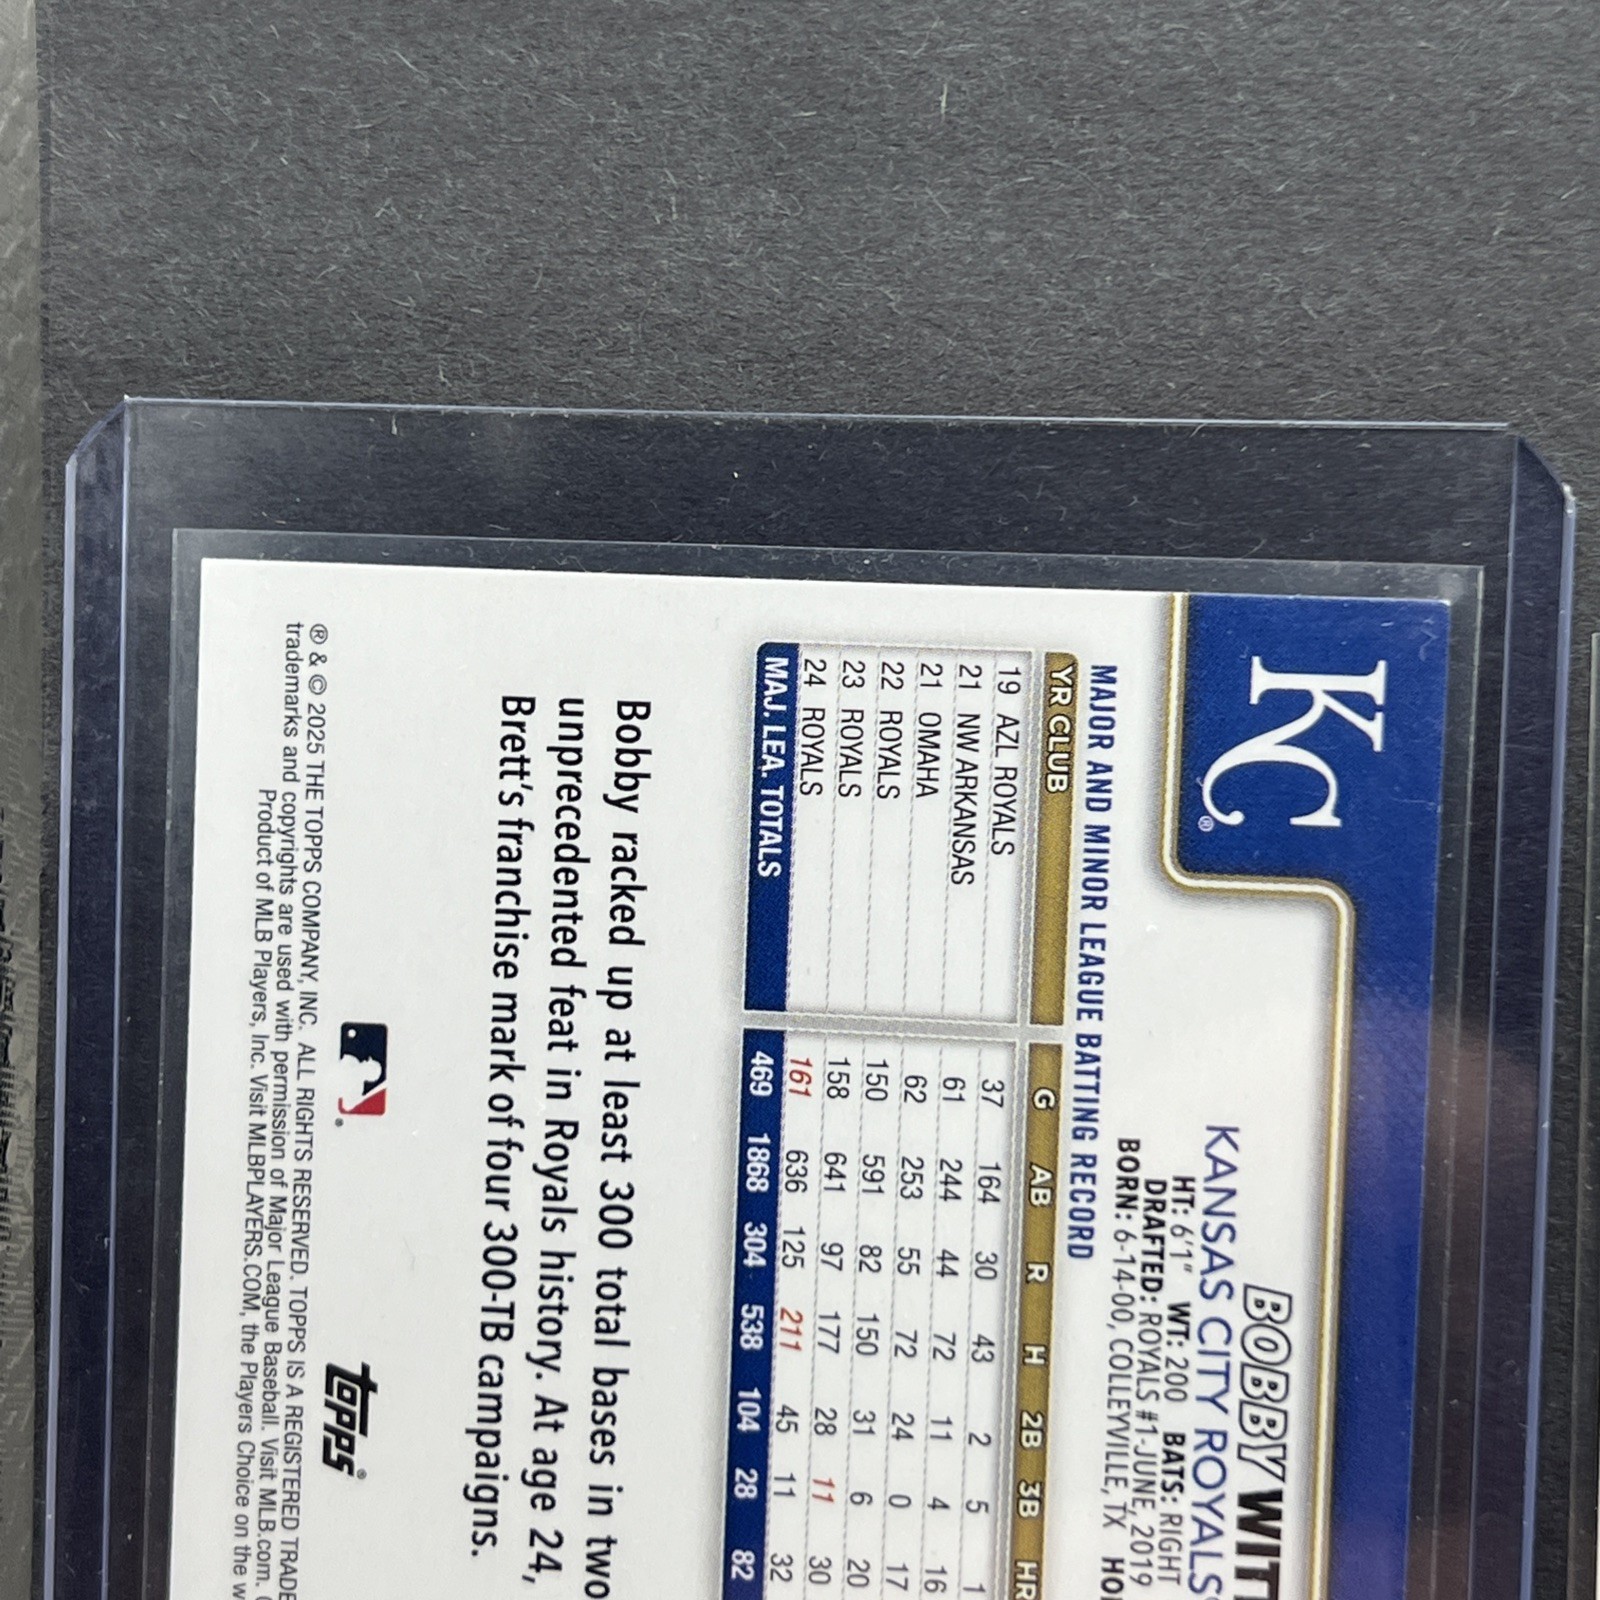 KC®
BOBBY WIT
KANSAS CITY ROYALS
HT: 6'1" WT: 200 BATS: RIGHT
DRAFTED: ROYALS #1-JUNE, 2019
BORN: 6-14-00, COLLEYVILLE, TX HO
MAJOR AND MINOR LEAGUE BATTING RECORD
YR CLUB G AB R H 2B 3B HR
19 AZL ROYALS 37 164 30 43 2 5 1
21 NW ARKANSAS 61 244 44 72 11 4 16
21 OMAHA 62 253 55 72 24 0 17
22 ROYALS 150 591 82 150 31 6 20
23 ROYALS 158 641 97 177 28 11 30
24 ROYALS 161 636 125 211 45 11 32
MAJ. LEA. TOTALS 469 1868 304 538 104 28 82
Bobby racked up at least 300 total bases in two
unprecedented feat in Royals history. At age 24,
Brett's franchise mark of four 300-TB campaigns.
topps®
® & © 2025 THE TOPPS COMPANY, INC. ALL RIGHTS RESERVED. TOPPS IS A REGISTERED TRADE
trademarks and copyrights are used with permission of Major League Baseball. Visit MLB.com.
Product of MLB Players, Inc. Visit MLBPLAYERS.COM, the Players Choice on the w